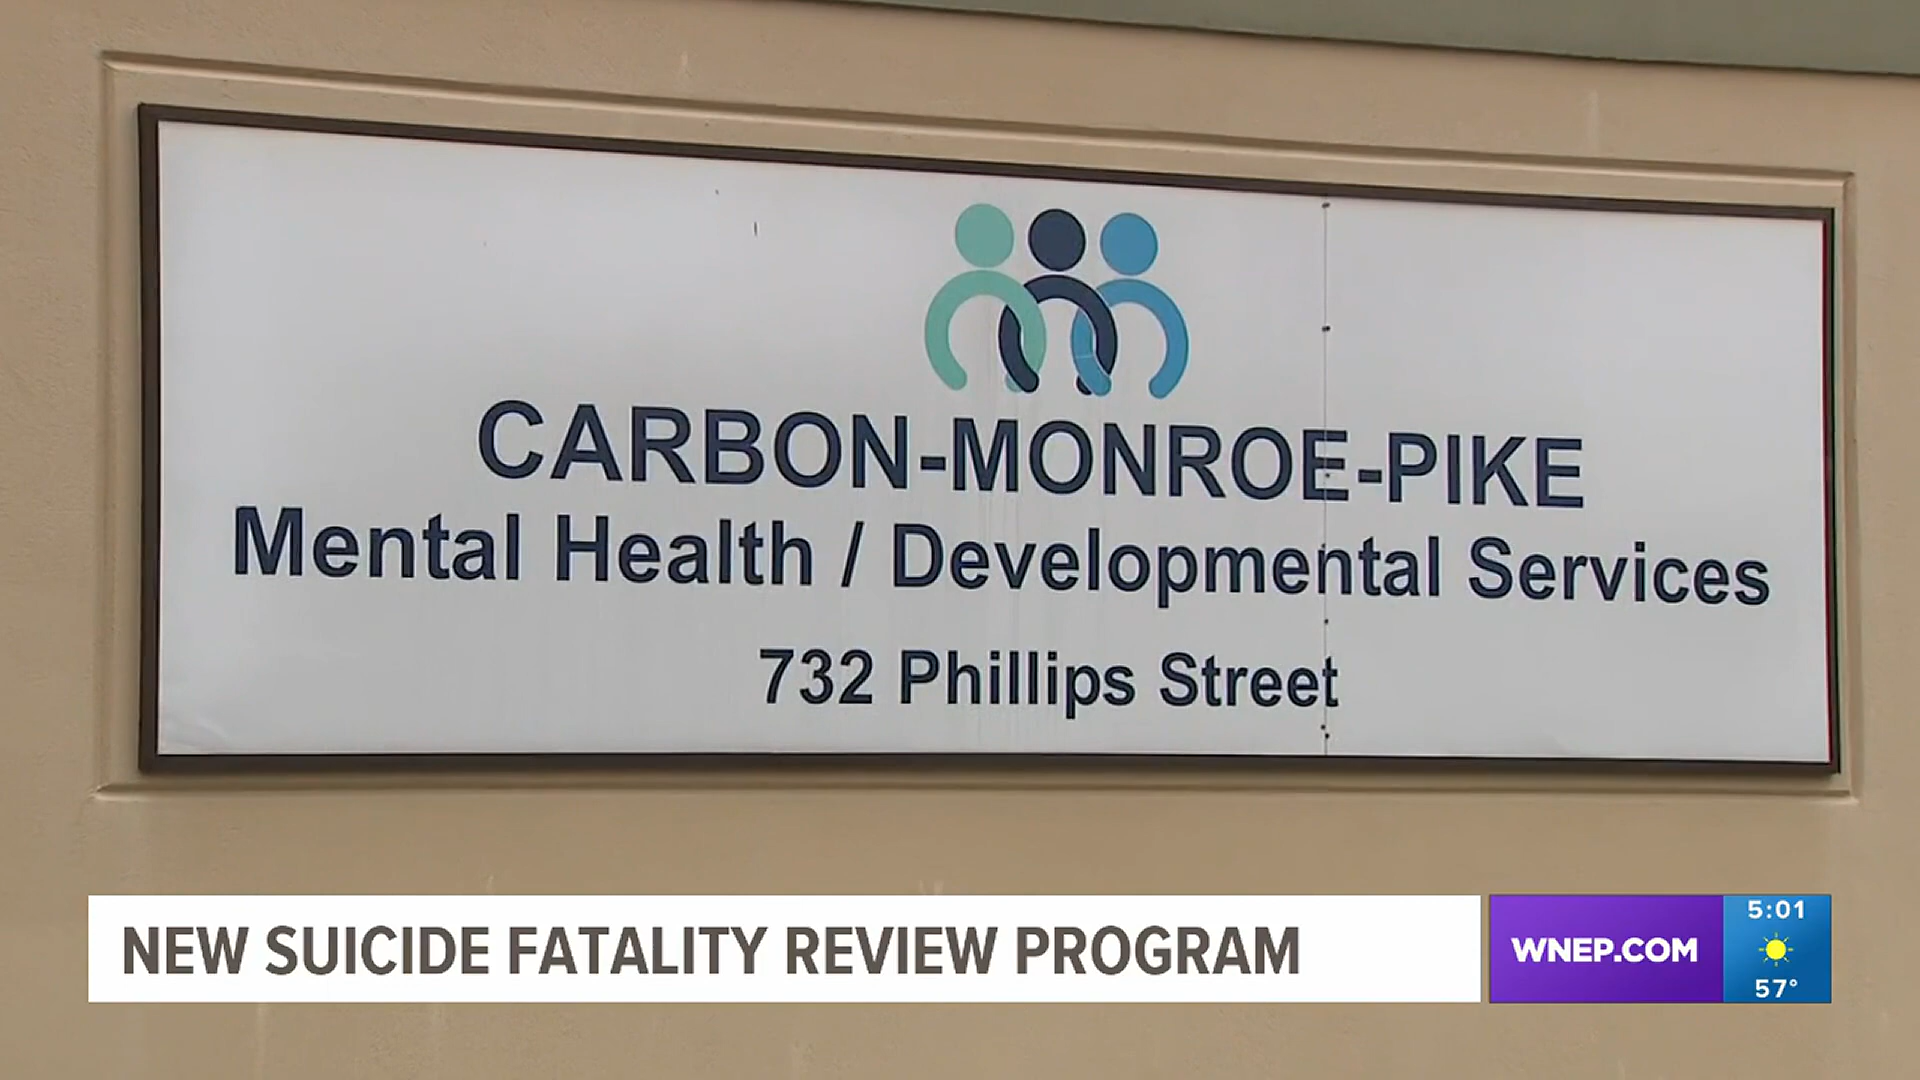 CARBON-MONROE-PIKE
Mental Health / Developmental Services
732 Phillips Street
NEW SUICIDE FATALITY REVIEW PROGRAM
WNEP.COM
5:01
57°